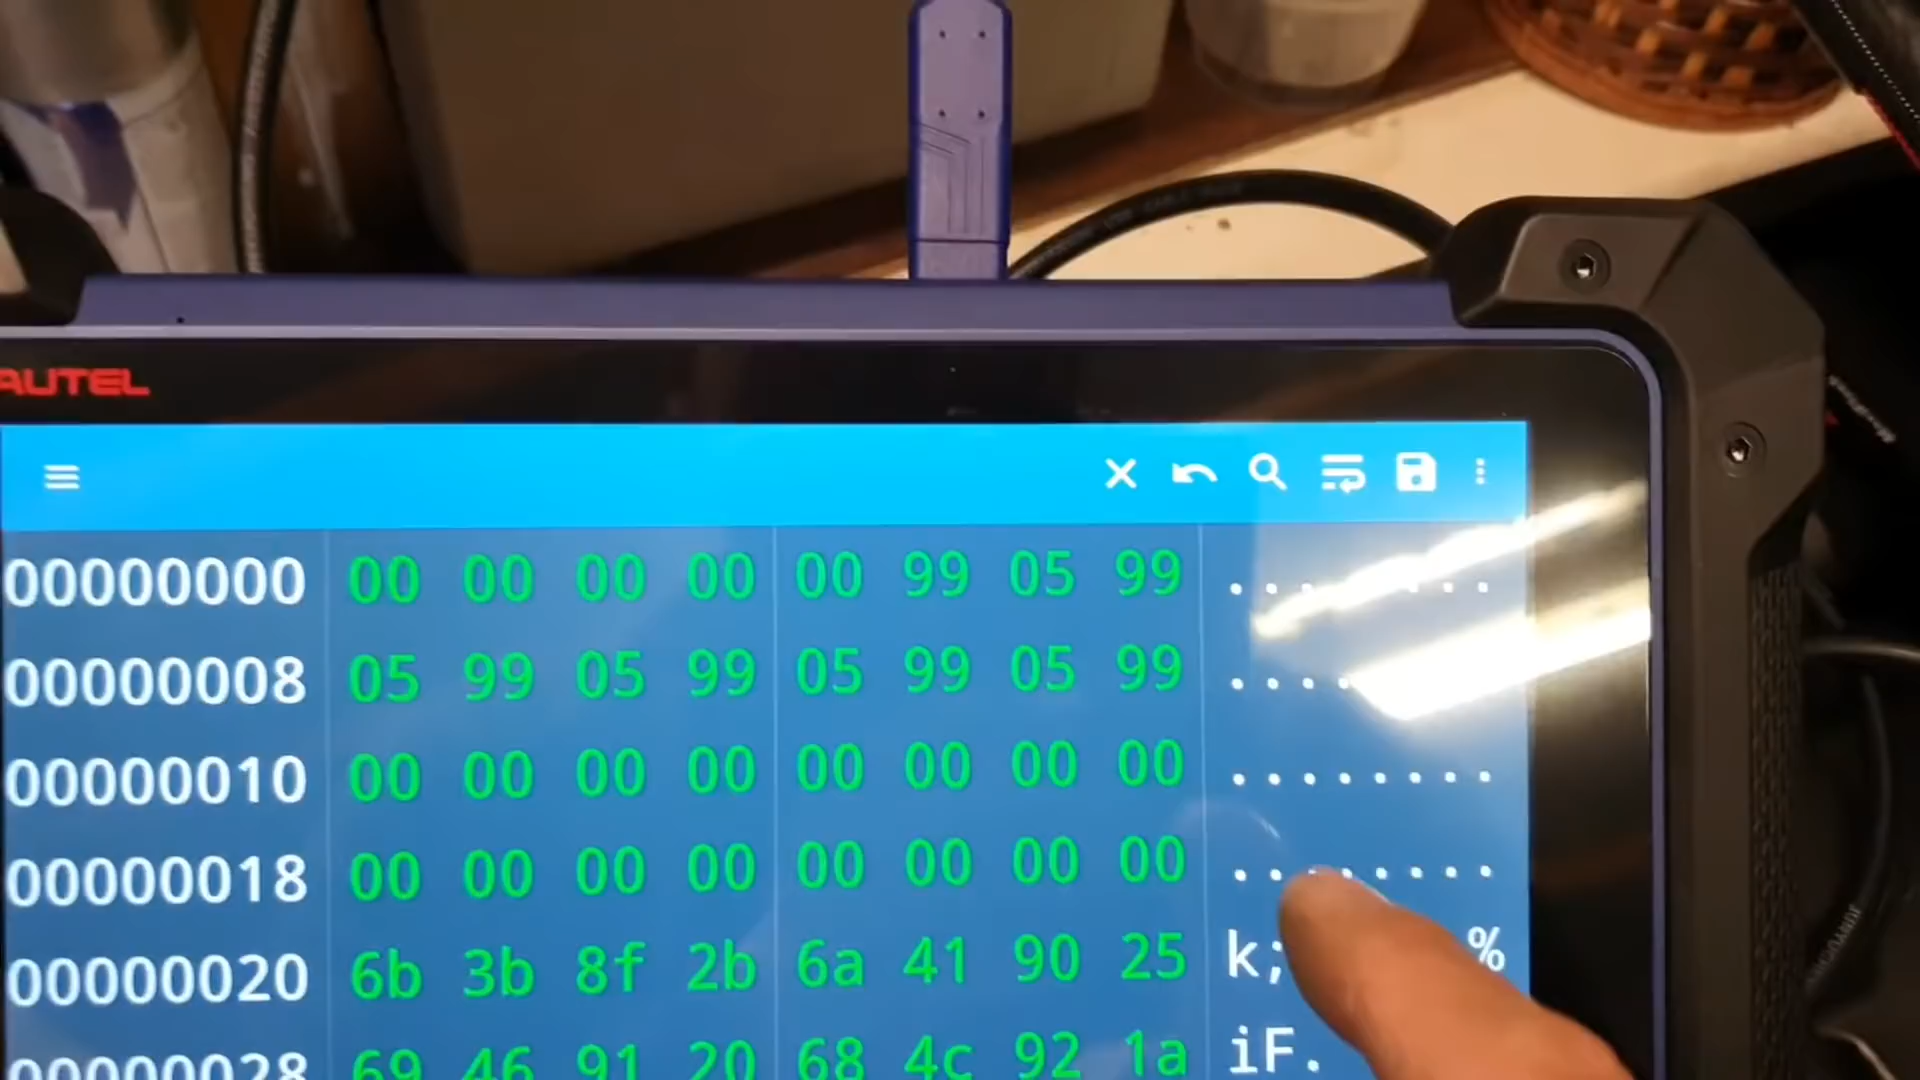 AUTEL
00000000 00 00 00 00 00 99 05 99 ........
00000008 05 99 05 99 05 99 05 99 ....
00000010 00 00 00 00 00 00 00 00 ........
00000018 00 00 00 00 00 00 00 00 ........
00000020 6b 3b 8f 2b 6a 41 90 25 k; %
00000028 69 46 91 20 68 4c 92 1a iF.